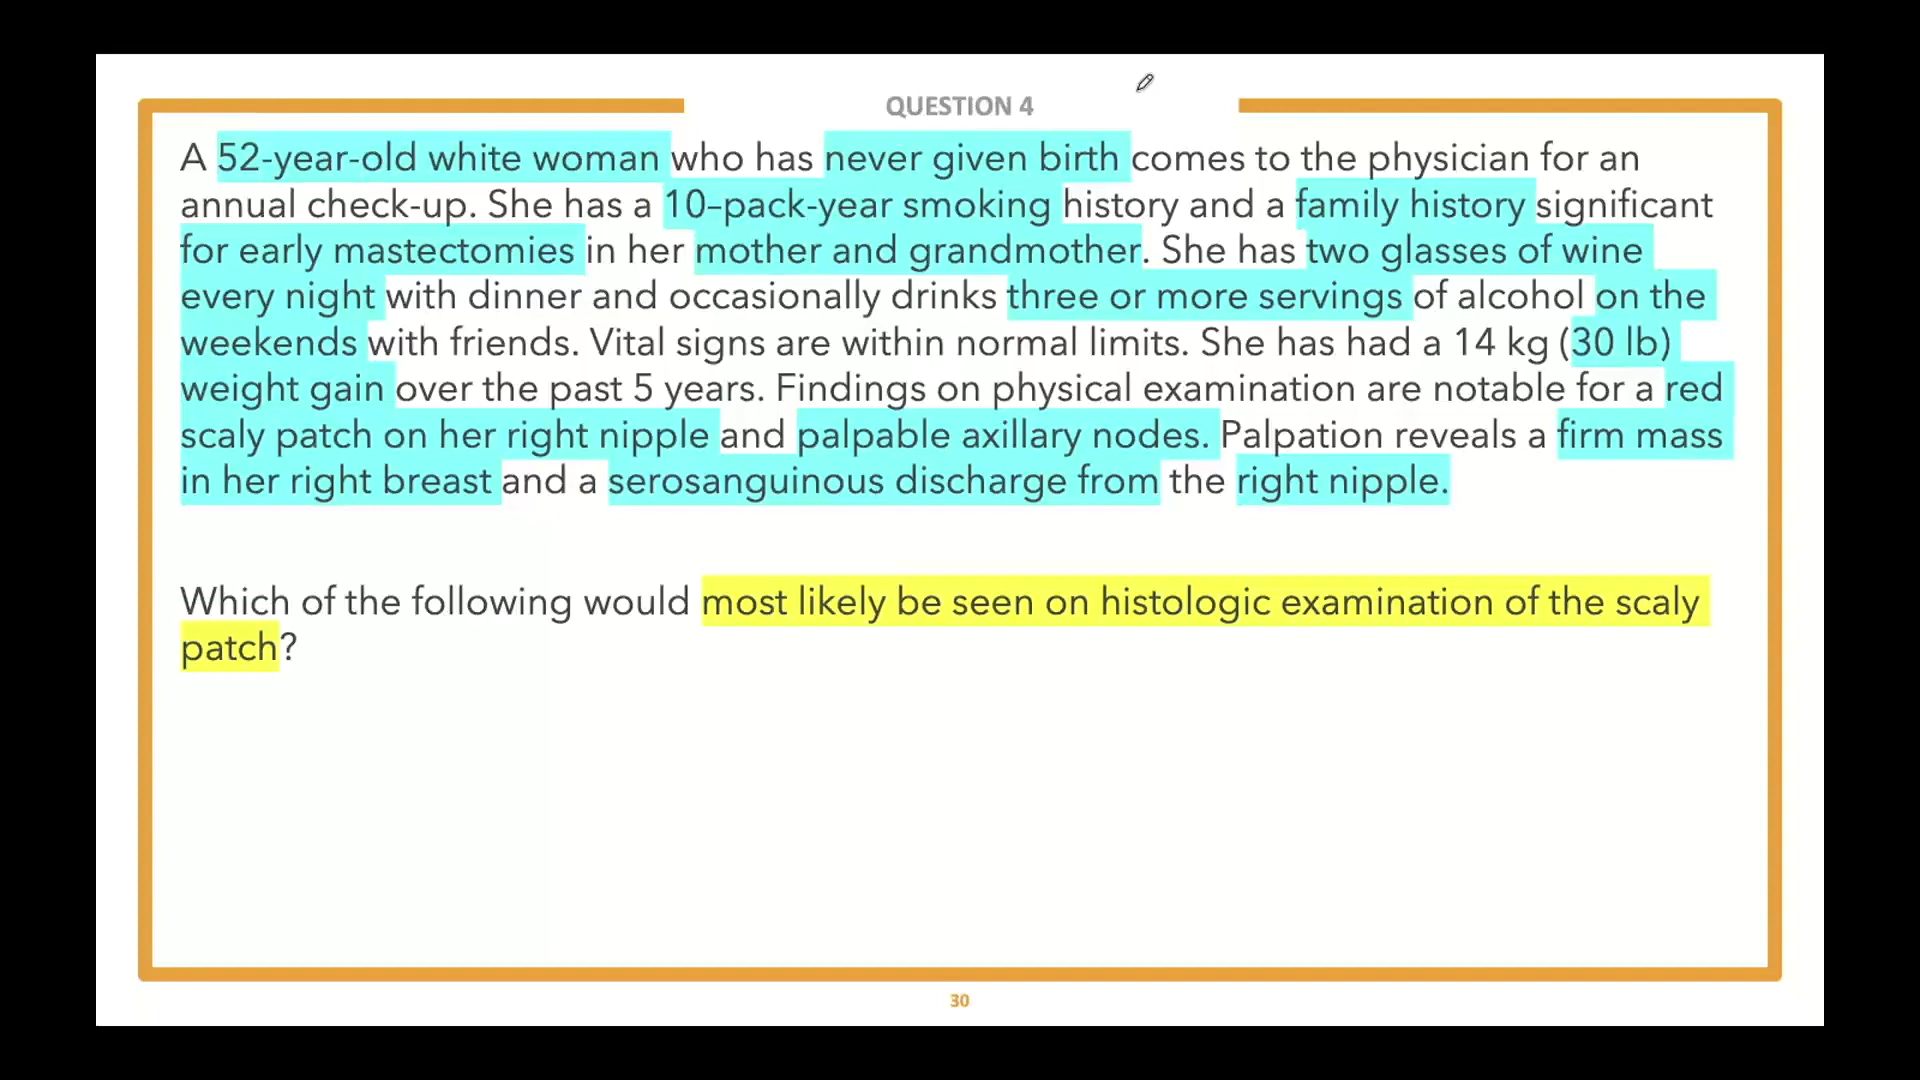 QUESTION 4
A 52-year-old white woman who has never given birth comes to the physician for an
annual check-up. She has a 10–pack-year smoking history and a family history significant
for early mastectomies in her mother and grandmother. She has two glasses of wine
every night with dinner and occasionally drinks three or more servings of alcohol on the
weekends with friends. Vital signs are within normal limits. She has had a 14 kg (30 lb)
weight gain over the past 5 years. Findings on physical examination are notable for a red
scaly patch on her right nipple and palpable axillary nodes. Palpation reveals a firm mass
in her right breast and a serosanguinous discharge from the right nipple.
Which of the following would most likely be seen on histologic examination of the scaly
patch?
30